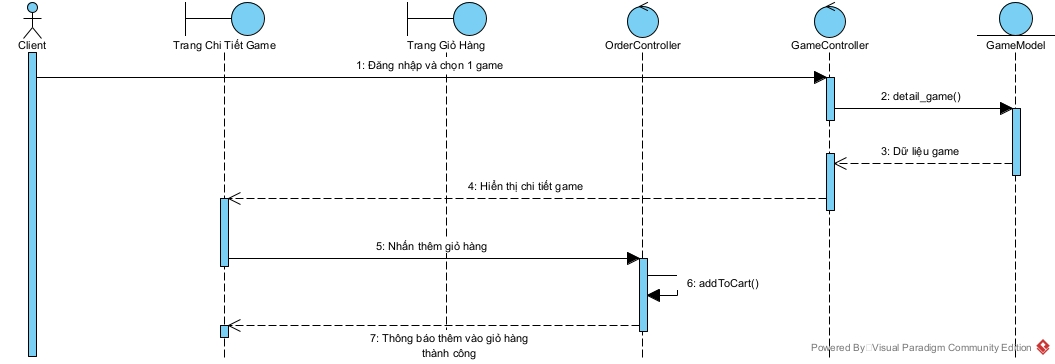 Client
Trang Chi Tiết Game
Trang Giỏ Hàng
OrderController
GameController
GameModel
1: Đăng nhập và chọn 1 game
2: detail_game()
3: Dữ liệu game
4: Hiển thị chi tiết game
5: Nhấn thêm giỏ hàng
6: addToCart()
7: Thông báo thêm vào giỏ hàng
thành công
Powered By Visual Paradigm Community Edition